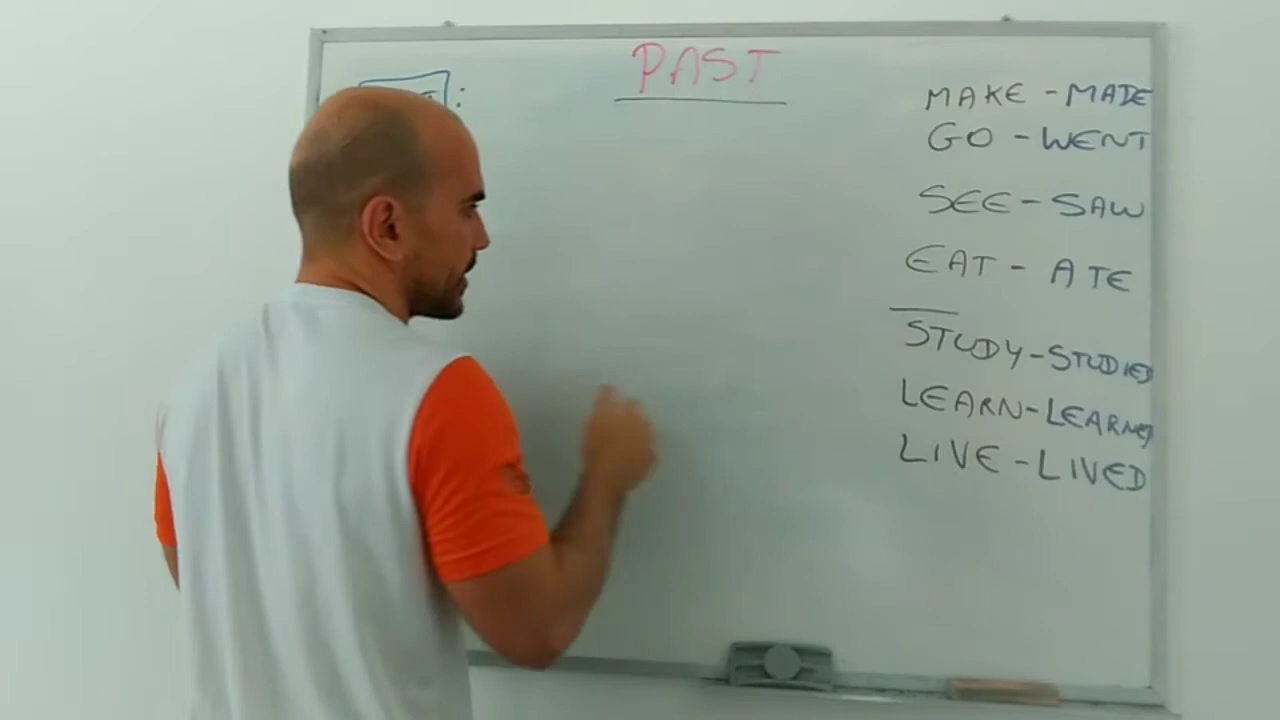 PAST
MAKE - MADE
GO - WENT
SEE - SAW
EAT - ATE
STUDY - STUDIED
LEARN - LEARNED
LIVE - LIVED